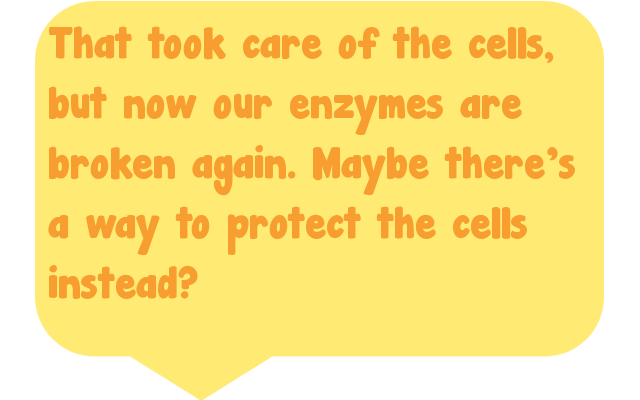 That took care of the cells,
but now our enzymes are
broken again. Maybe there's
a way to protect the cells
instead?